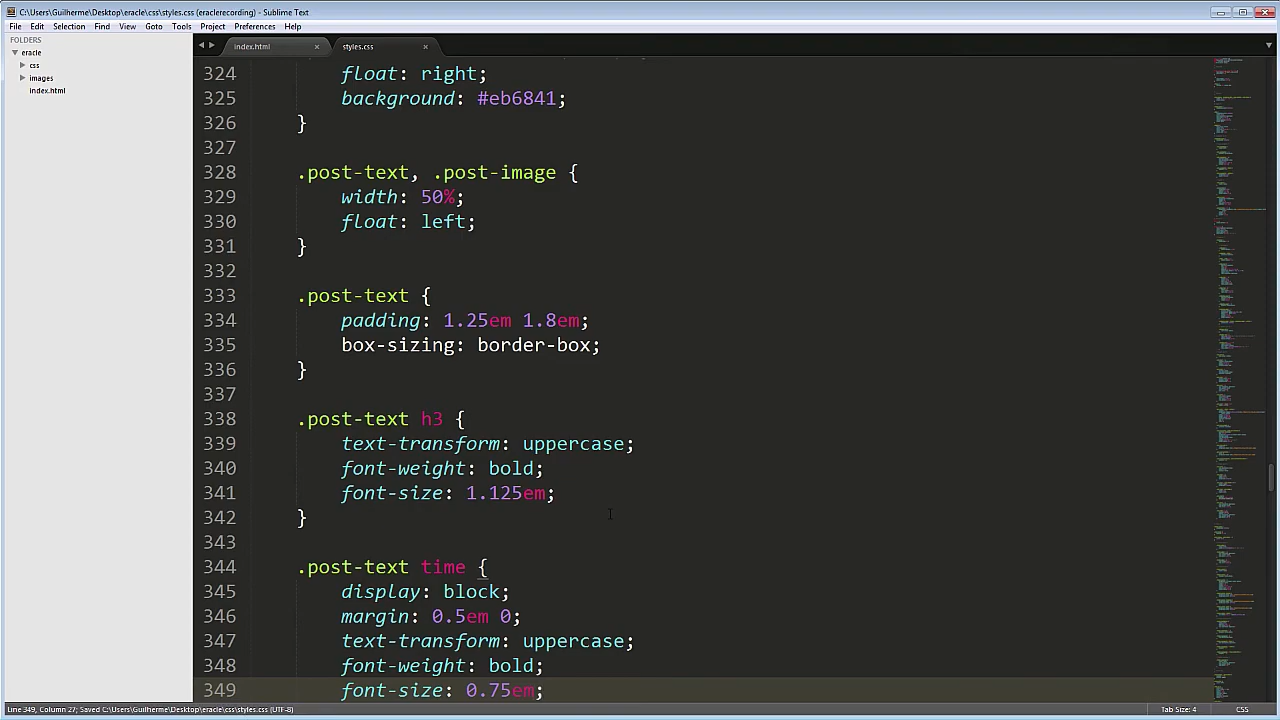 C:\Users\Guilherme\Desktop\eracle\css\styles.css (eraclerecording) - Sublime Text
File Edit Selection Find View Goto Tools Project Preferences Help
FOLDERS
eracle
css
images
index.html
index.html
styles.css
324 float: right;
325 background: #eb5841;
326 }
327
328 .post-text, .post-image {
329 width: 50%;
330 float: left;
331 }
332
333 .post-text {
334 padding: 1.25em 1.8em;
335 box-sizing: border-box;
336 }
337
338 .post-text h3 {
339 text-transform: uppercase;
340 font-weight: bold;
341 font-size: 1.125em;
342 }
343
344 .post-text time {
345 display: block;
346 margin: 0.5em 0;
347 text-transform: uppercase;
348 font-weight: bold;
349 font-size: 0.75em;
Line 349, Column 27; Saved C:\Users\Guilherme\Desktop\eracle\css\styles.css (UTF-8)
Tab Size: 4
CSS